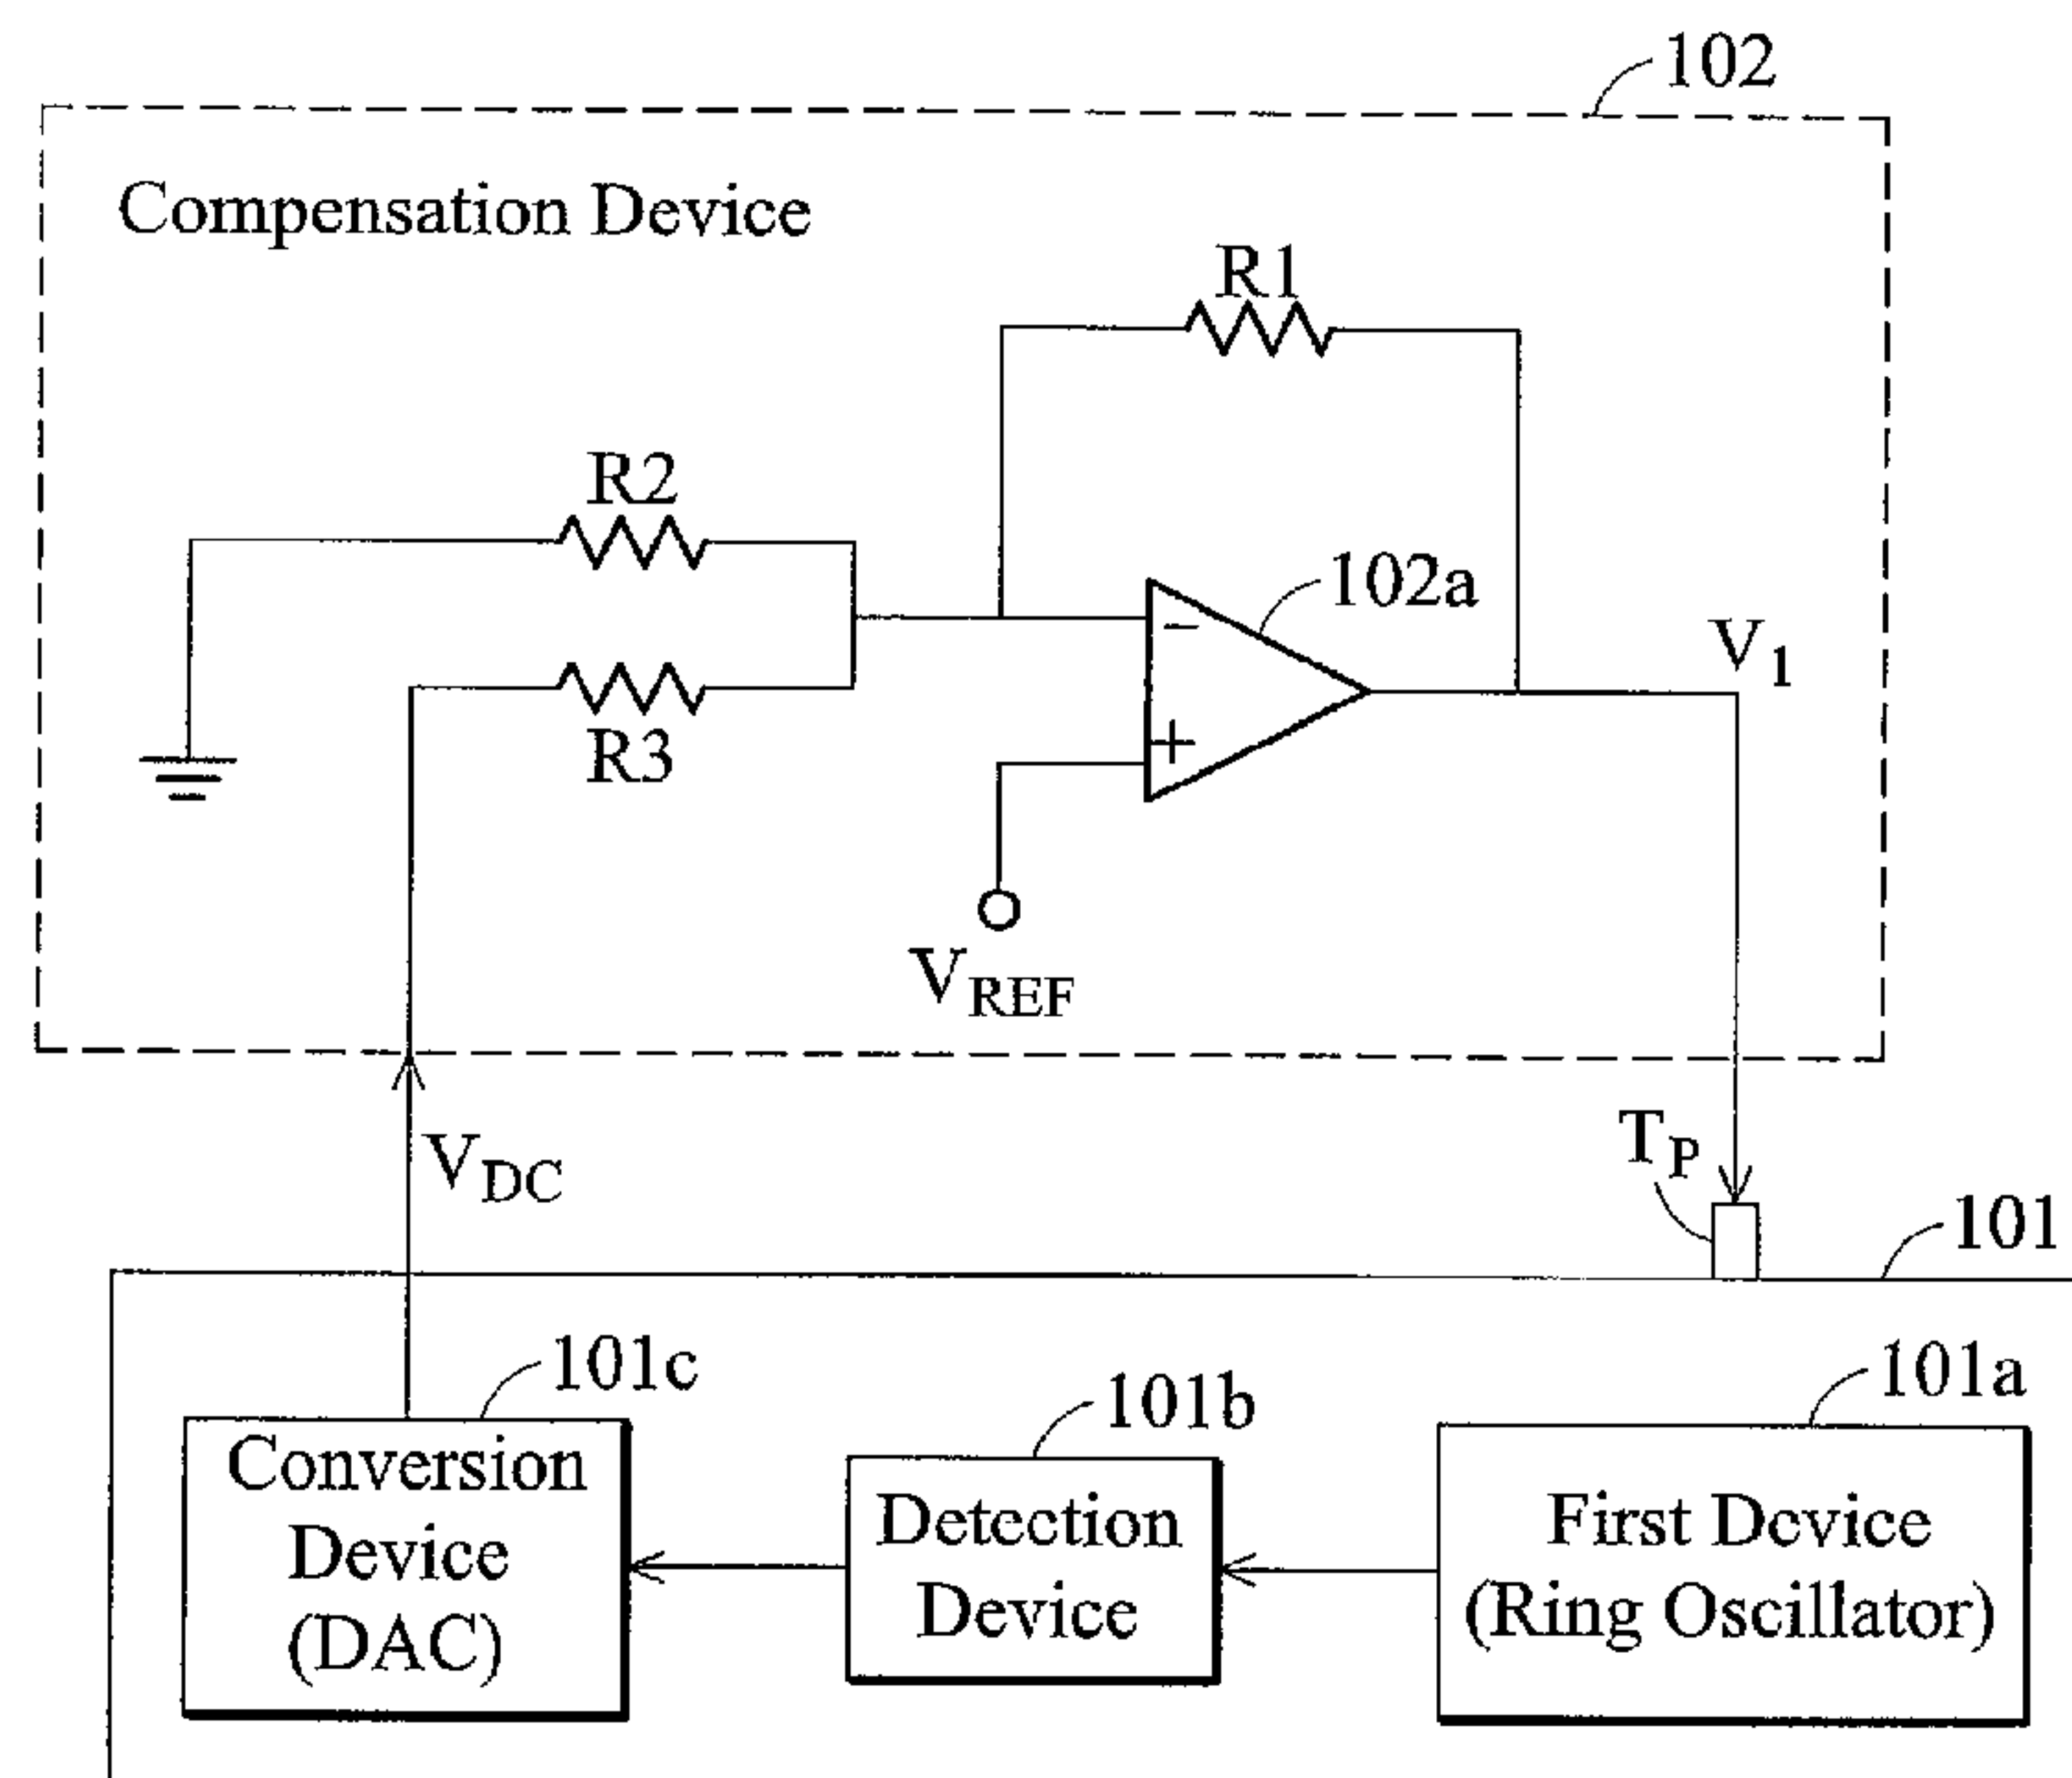 102
Compensation Device
R1
R2
102a
V1
-
+
R3
VREF
VDC
TP
101
101c
101b
101a
Conversion
Device
(DAC)
Detection
Device
First Device
(Ring Oscillator)